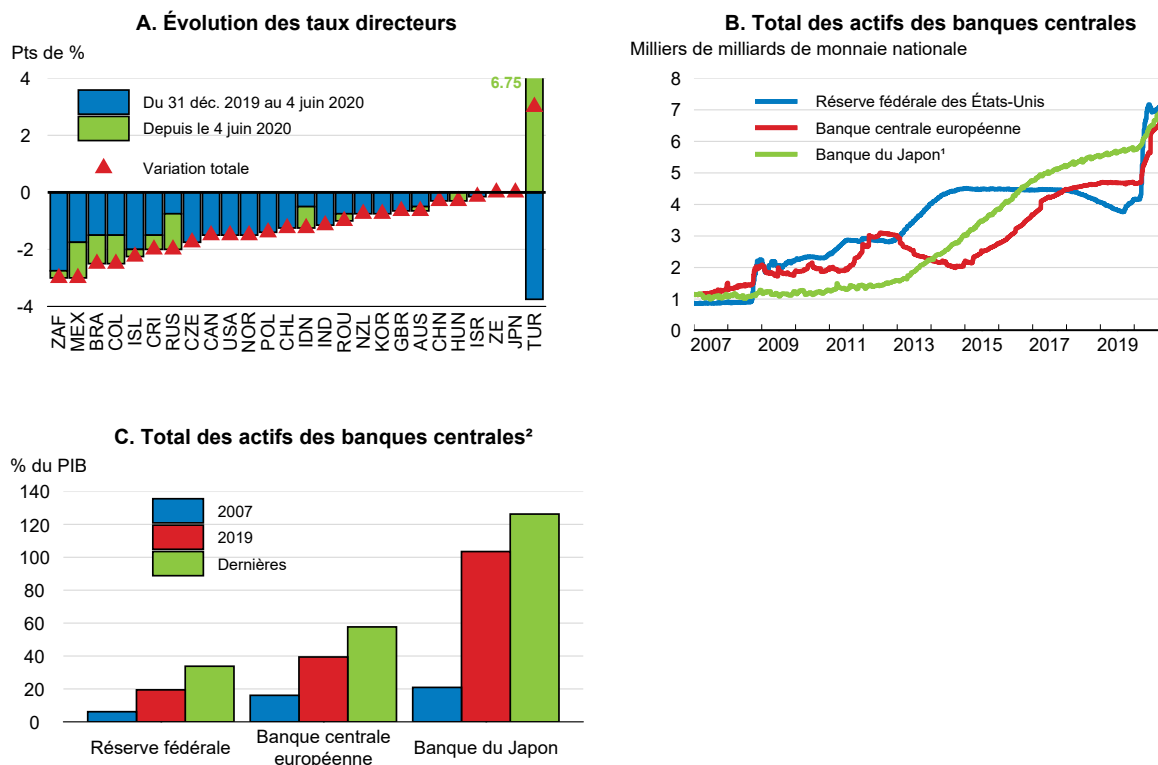 A. Évolution des taux directeurs
Pts de %
4
2
0
-2
-4
6.75
Du 31 déc. 2019 au 4 juin 2020
Depuis le 4 juin 2020
Variation totale
ZAF
MEX
BRA
COL
ISL
CRI
RUS
CZE
CAN
USA
NOR
POL
CHL
IDN
IND
ROU
NZL
KOR
GBR
AUS
CHN
HUN
ISR
ZE
JPN
TUR
B. Total des actifs des banques centrales
Milliers de milliards de monnaie nationale
8
7
6
5
4
3
2
1
0
Réserve fédérale des États-Unis
Banque centrale européenne
Banque du Japon¹
2007 2009 2011 2013 2015 2017 2019
C. Total des actifs des banques centrales²
% du PIB
140
120
100
80
60
40
20
0
2007
2019
Dernières
Réserve fédérale
Banque centrale
européenne
Banque du Japon